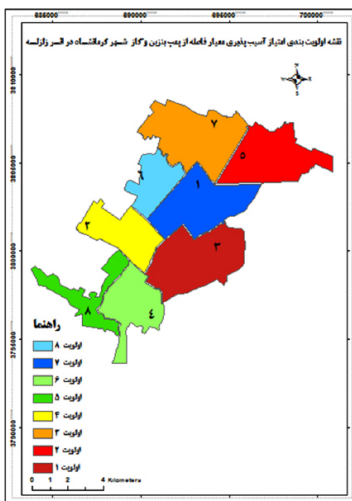 685000 690000 695000 700000
نقشه اولویت بندی امتیاز آسیب پذیری معیار فاصله از پمپ بنزین و گاز شهر کرمانشاه در اثر زلزله
N
3810000
3805000
3800000
3795000
3790000
۷
۵
۶
۱
۲
۳
۸
۴
راهنما
اولویت ۸
اولویت ۷
اولویت ۶
اولویت ۵
اولویت ۴
اولویت ۳
اولویت ۲
اولویت ۱
0 1 2 4 Kilometers